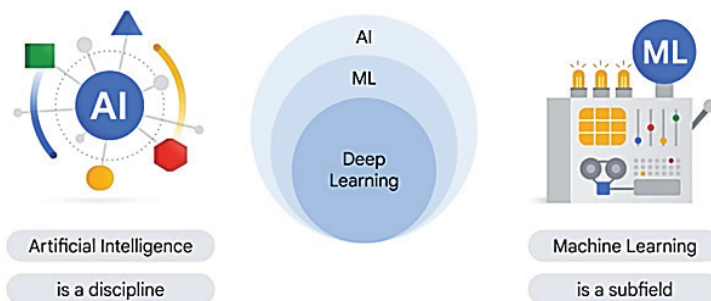 AI
Artificial Intelligence
is a discipline
AI
ML
Deep
Learning
ML
Machine Learning
is a subfield